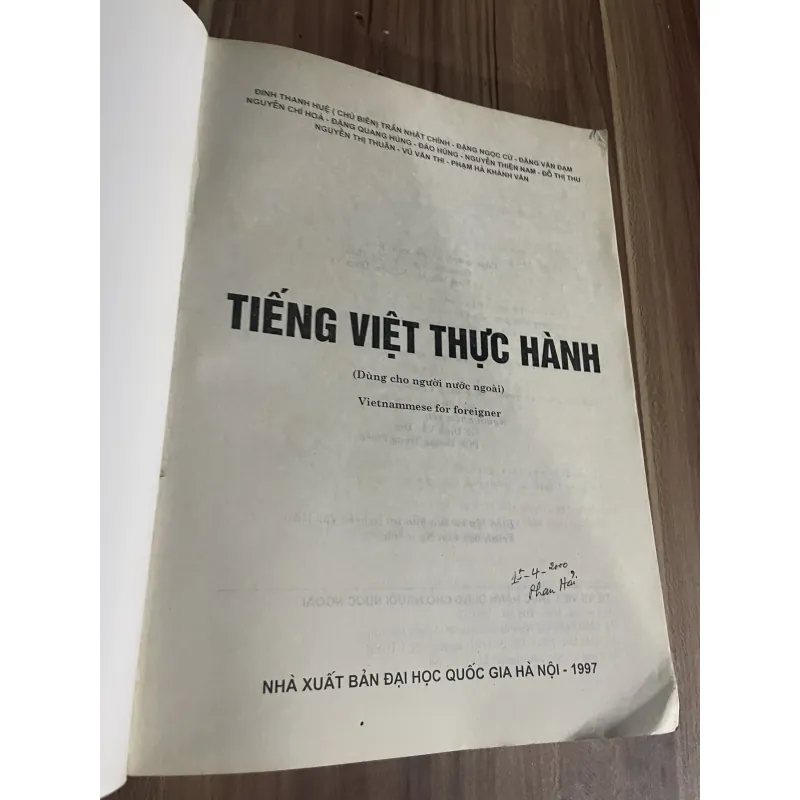 ĐINH THANH HUỆ ( CHỦ BIÊN) TRẦN NHẬT CHÍNH - ĐẶNG NGỌC CỪ - ĐẶNG VĂN ĐẠM
NGUYỄN CHÍ HOÀ - ĐẶNG QUANG HÙNG - ĐÀO HÙNG - NGUYỄN THIỆN NAM - ĐỖ THỊ THU
NGUYỄN THỊ THUẬN - VŨ VĂN THI - PHẠM HÀ KHÁNH VÂN
TIẾNG VIỆT THỰC HÀNH
(Dùng cho người nước ngoài)
Vietnammese for foreigner
15-4-2000
Phan
NHÀ XUẤT BẢN ĐẠI HỌC QUỐC GIA HÀ NỘI - 1997